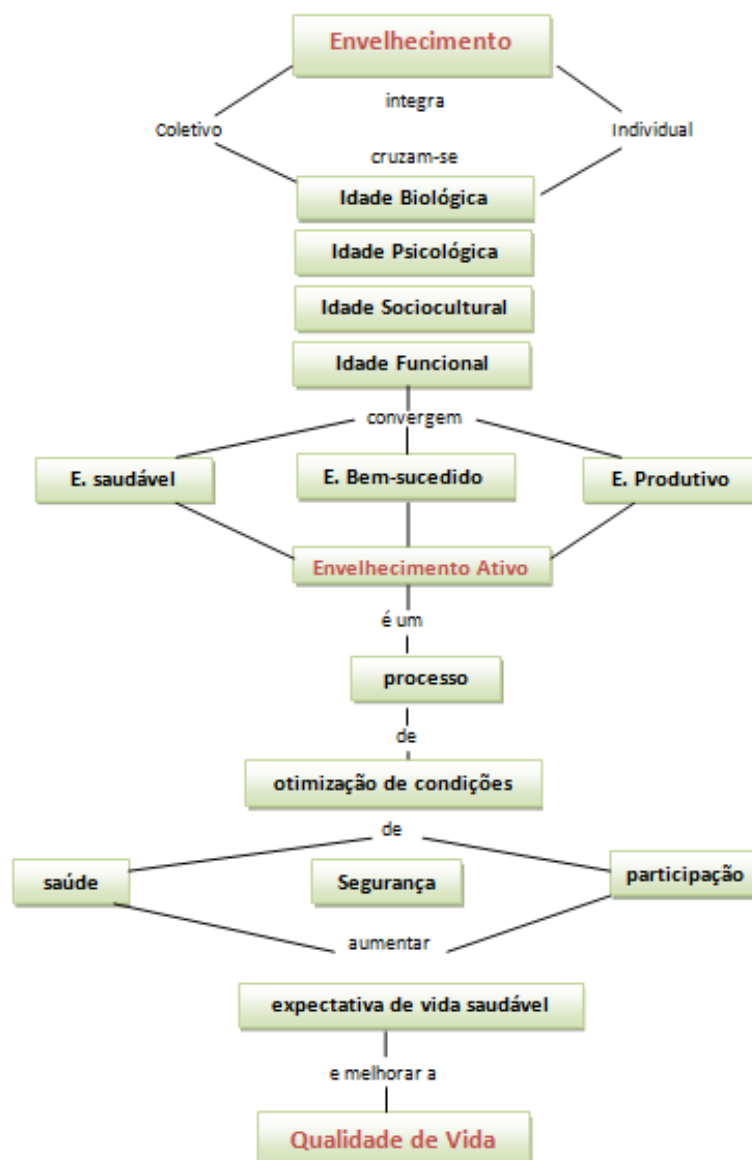 Envelhecimento
integra
Coletivo
Individual
cruzam-se
Idade Biológica
Idade Psicológica
Idade Sociocultural
Idade Funcional
convergem
E. saudável
E. Bem-sucedido
E. Produtivo
Envelhecimento Ativo
é um
processo
de
otimização de condições
de
saúde
Segurança
participação
aumentar
expectativa de vida saudável
e melhorar a
Qualidade de Vida